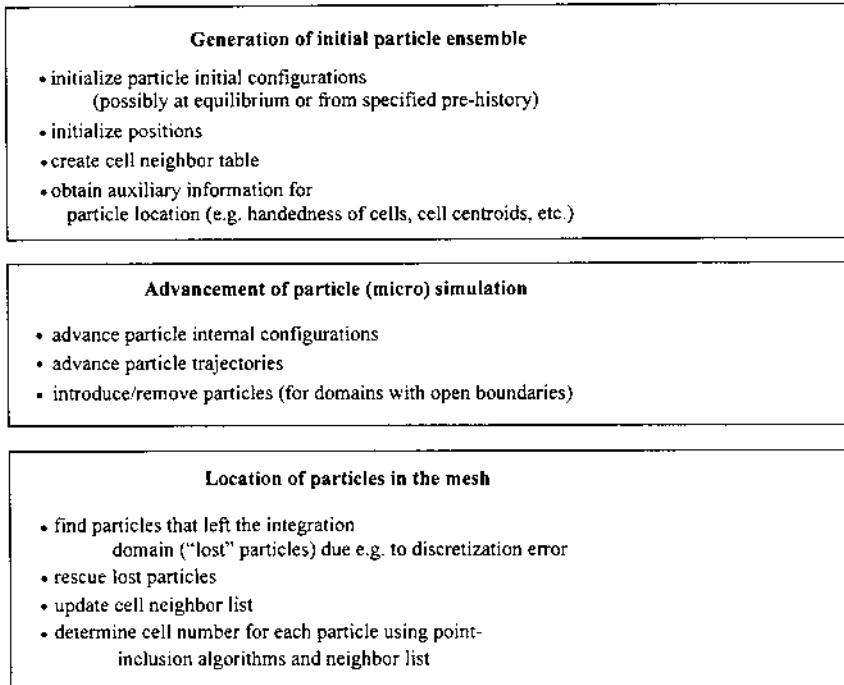 Generation of initial particle ensemble
• initialize particle initial configurations
(possibly at equilibrium or from specified pre-history)
• initialize positions
• create cell neighbor table
• obtain auxiliary information for
particle location (e.g. handedness of cells, cell centroids, etc.)
Advancement of particle (micro) simulation
• advance particle internal configurations
• advance particle trajectories
▪ introduce/remove particles (for domains with open boundaries)
Location of particles in the mesh
• find particles that left the integration
domain ("lost" particles) due e.g. to discretization error
• rescue lost particles
• update cell neighbor list
• determine cell number for each particle using point-
inclusion algorithms and neighbor list